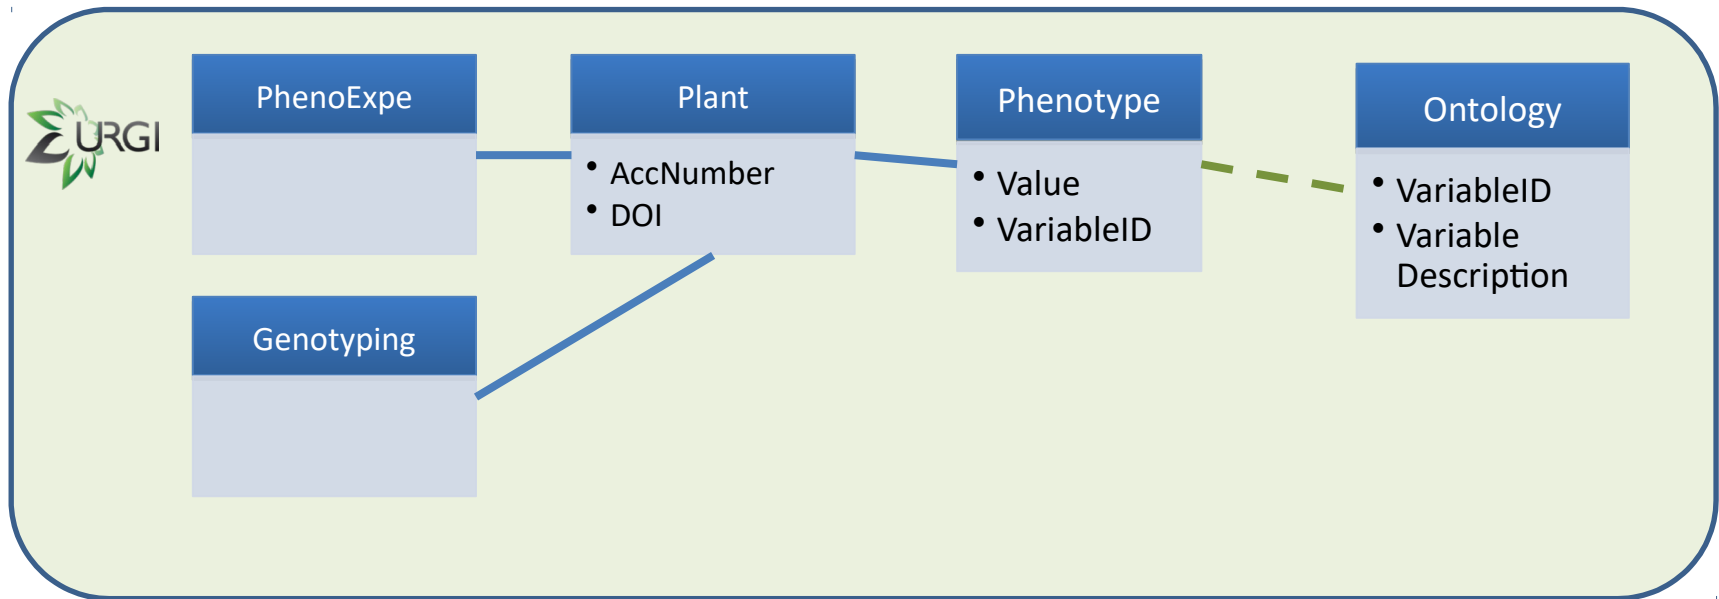 URGI
PhenoExpe
Plant
• AccNumber
• DOI
Phenotype
• Value
• VariableID
Ontology
• VariableID
• Variable
Description
Genotyping